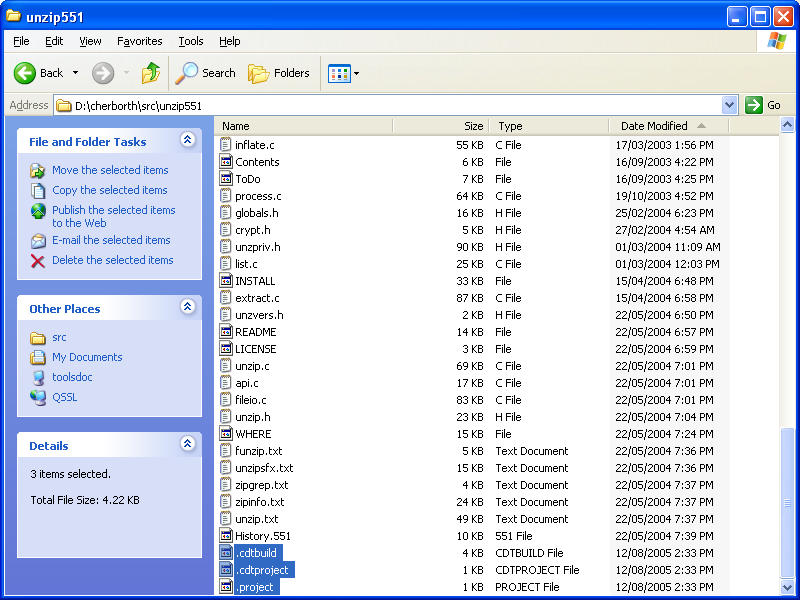 unzip551
File Edit View Favorites Tools Help
Back Search Folders
Address D:\cherborth\src\unzip551 Go
File and Folder Tasks
Move the selected items
Copy the selected items
Publish the selected items
to the Web
E-mail the selected items
Delete the selected items
Other Places
src
My Documents
toolsdoc
QSSL
Details
3 items selected.
Total File Size: 4.22 KB
Name Size Type Date Modified
inflate.c 55 KB C File 17/03/2003 1:56 PM
Contents 6 KB File 16/09/2003 4:22 PM
ToDo 7 KB File 16/09/2003 4:25 PM
process.c 64 KB C File 19/10/2003 4:52 PM
globals.h 16 KB H File 25/02/2004 6:23 PM
crypt.h 5 KB H File 27/02/2004 4:54 AM
unzpriv.h 90 KB H File 01/03/2004 11:09 AM
list.c 25 KB C File 01/03/2004 12:03 PM
INSTALL 33 KB File 15/04/2004 6:48 PM
extract.c 87 KB C File 15/04/2004 6:58 PM
unzvers.h 2 KB H File 22/05/2004 6:50 PM
README 14 KB File 22/05/2004 6:57 PM
LICENSE 3 KB File 22/05/2004 6:59 PM
unzip.c 69 KB C File 22/05/2004 7:01 PM
api.c 17 KB C File 22/05/2004 7:01 PM
fileio.c 83 KB C File 22/05/2004 7:01 PM
unzip.h 23 KB H File 22/05/2004 7:04 PM
WHERE 15 KB File 22/05/2004 7:24 PM
funzip.txt 5 KB Text Document 22/05/2004 7:36 PM
unzipsfx.txt 15 KB Text Document 22/05/2004 7:36 PM
zipgrep.txt 4 KB Text Document 22/05/2004 7:37 PM
zipinfo.txt 24 KB Text Document 22/05/2004 7:37 PM
unzip.txt 49 KB Text Document 22/05/2004 7:37 PM
History.551 10 KB 551 File 22/05/2004 7:39 PM
.cdtbuild 4 KB CDTBUILD File 12/08/2005 2:33 PM
.cdtproject 1 KB CDTPROJECT File 12/08/2005 2:33 PM
.project 1 KB PROJECT File 12/08/2005 2:33 PM